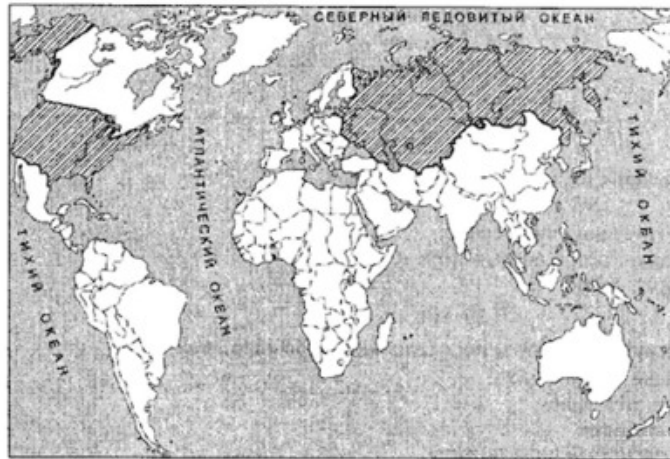 СЕВЕРНЫЙ ЛЕДОВИТЫЙ ОКЕАН
АТЛАНТИЧЕСКИЙ ОКЕАН
ТИХИЙ ОКЕАН
ТИХИЙ ОКЕАН